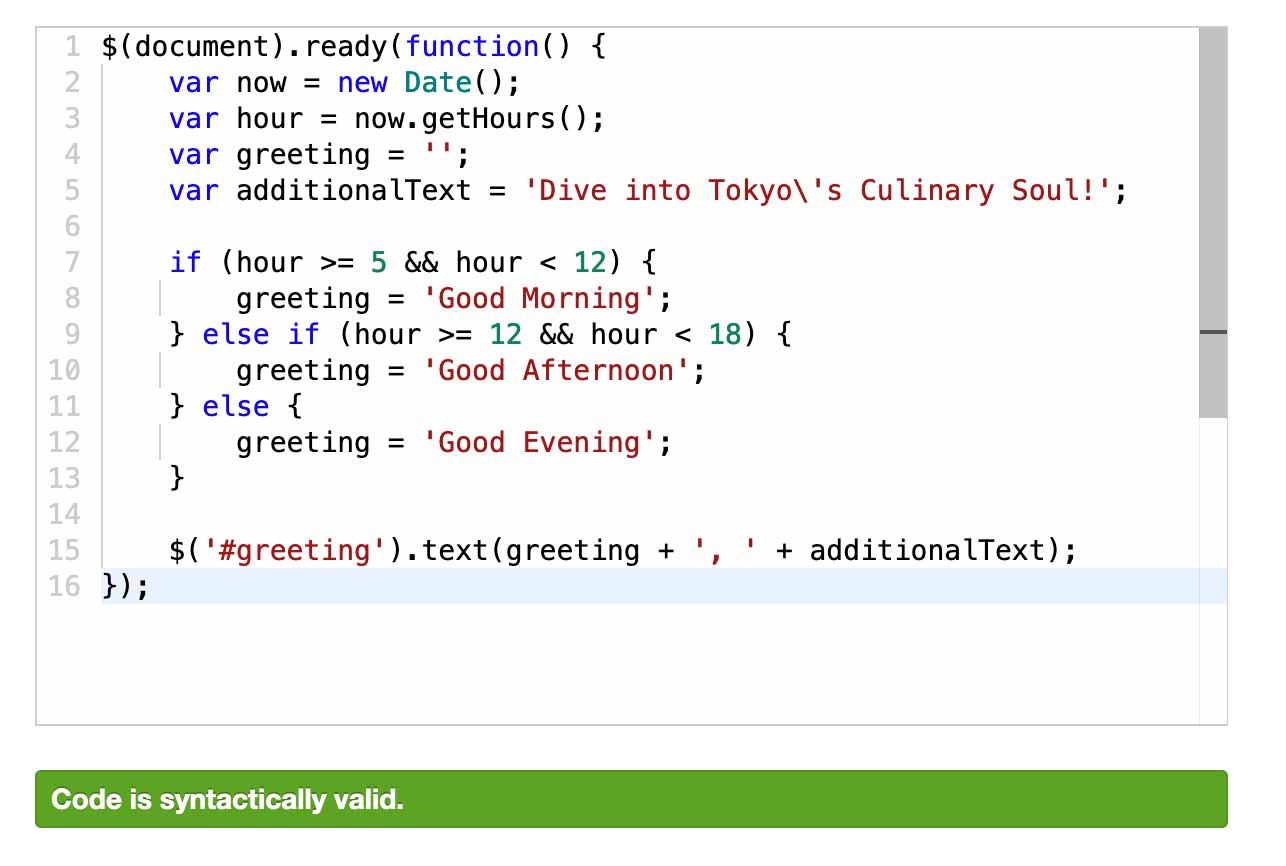 1 $(document).ready(function() {
2     var now = new Date();
3     var hour = now.getHours();
4     var greeting = '';
5     var additionalText = 'Dive into Tokyo\'s Culinary Soul!';
6
7     if (hour >= 5 && hour < 12) {
8         greeting = 'Good Morning';
9     } else if (hour >= 12 && hour < 18) {
10         greeting = 'Good Afternoon';
11     } else {
12         greeting = 'Good Evening';
13     }
14
15     $('#greeting').text(greeting + ', ' + additionalText);
16 });
Code is syntactically valid.